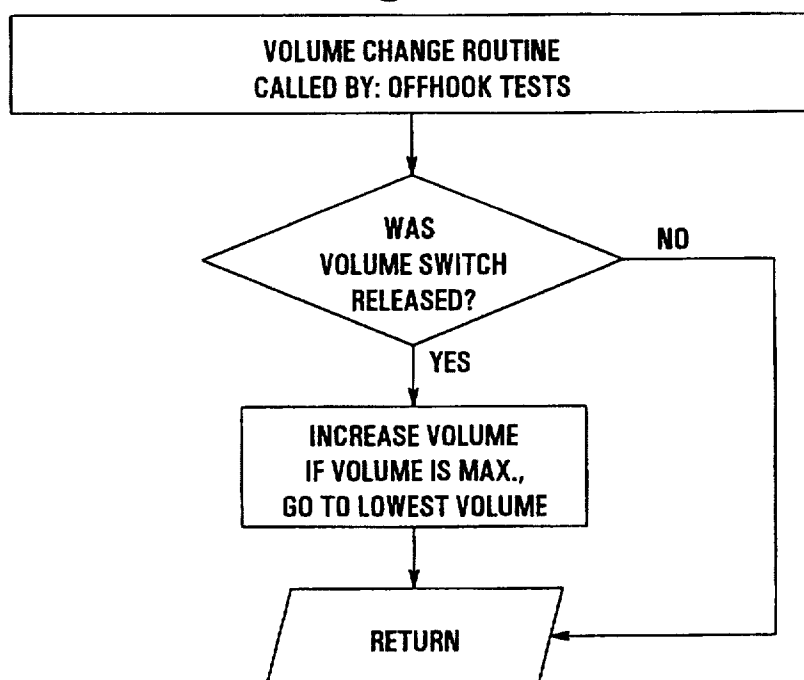 VOLUME CHANGE ROUTINE
CALLED BY: OFFHOOK TESTS
WAS
VOLUME SWITCH
RELEASED?
NO
YES
INCREASE VOLUME
IF VOLUME IS MAX.,
GO TO LOWEST VOLUME
RETURN